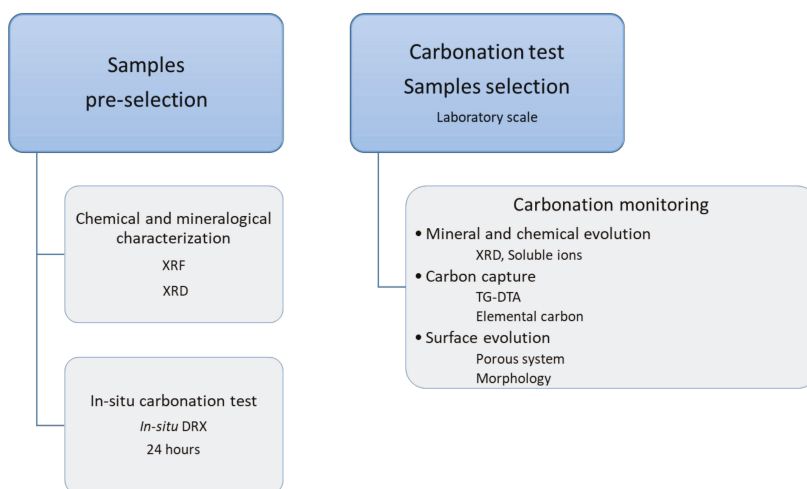 Samples
pre-selection
Chemical and mineralogical
characterization
XRF
XRD
In-situ carbonation test
In-situ DRX
24 hours
Carbonation test
Samples selection
Laboratory scale
Carbonation monitoring
• Mineral and chemical evolution
XRD, Soluble ions
• Carbon capture
TG-DTA
Elemental carbon
• Surface evolution
Porous system
Morphology